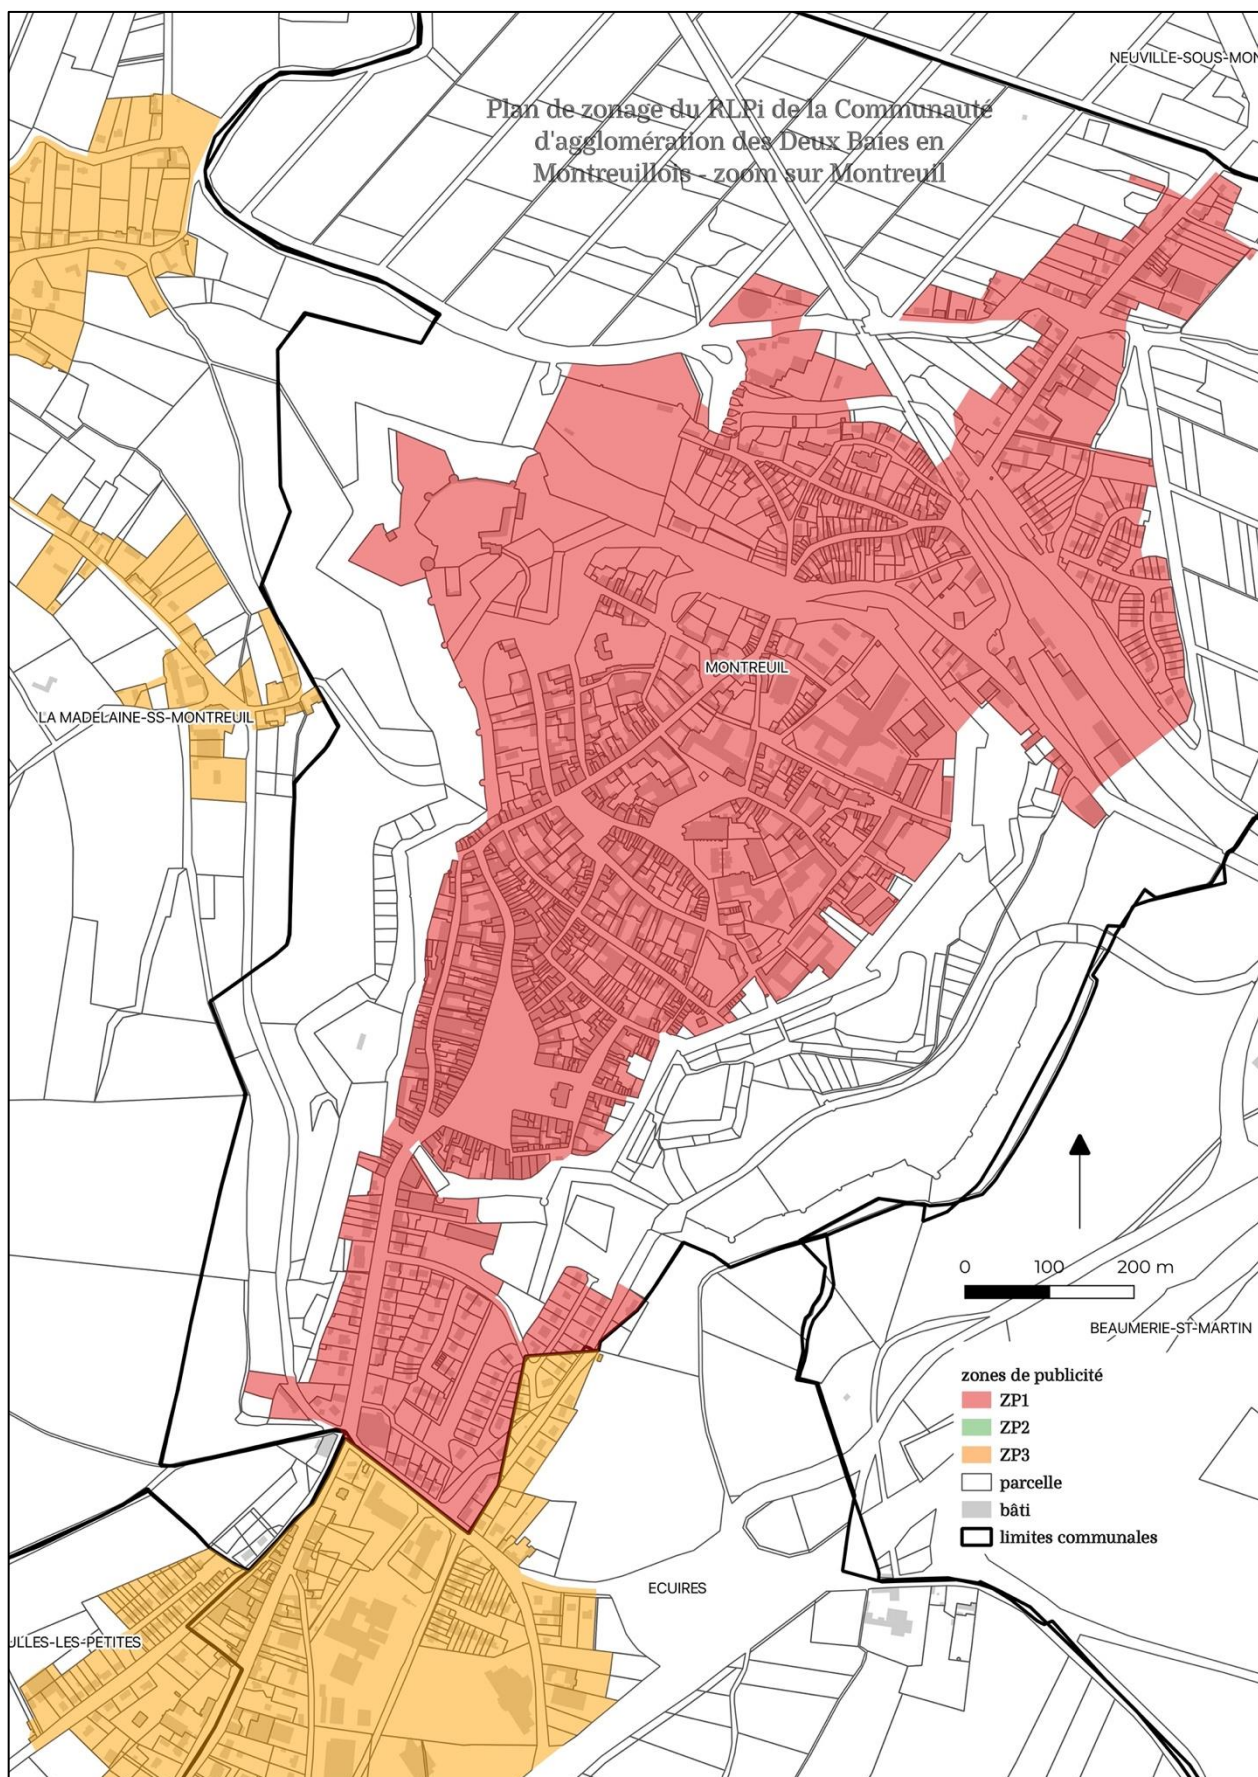 NEUVILLE-SOUS-MON
Plan de zonage du RLPi de la Communauté
d'agglomération des Deux Baies en
Montreuillois - zoom sur Montreuil
MONTREUIL
LA MADELAINE-SS-MONTREUIL
0 100 200 m
BEAUMERIE-ST-MARTIN
zones de publicité
ZP1
ZP2
ZP3
parcelle
bâti
limites communales
ECUIRES
ULLES-LES-PETITES